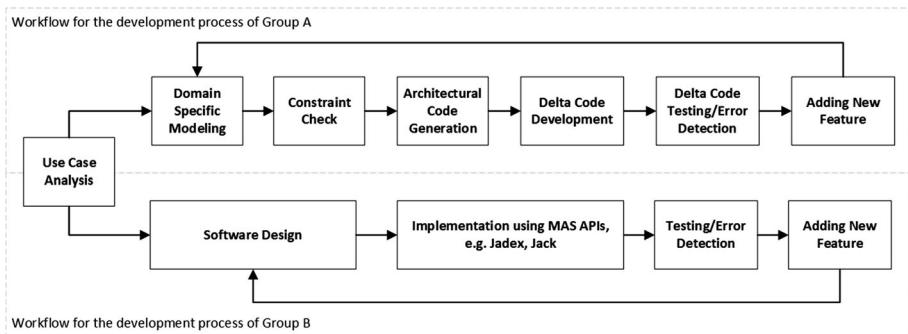 Workflow for the development process of Group A
Domain
Specific
Modeling
Constraint
Check
Architectural
Code
Generation
Delta Code
Development
Delta Code
Testing/Error
Detection
Adding New
Feature
Use Case
Analysis
Software Design
Implementation using MAS APIs,
e.g. Jadex, Jack
Testing/Error
Detection
Adding New
Feature
Workflow for the development process of Group B